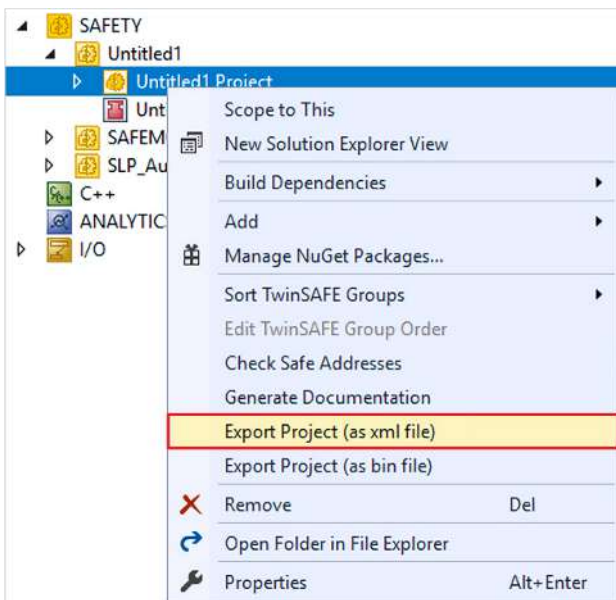 SAFETY
Untitled1
Untitled1 Project
Unt
SAFEM
SLP_Au
C++
ANALYTIC
I/O
Scope to This
New Solution Explorer View
Build Dependencies
Add
Manage NuGet Packages...
Sort TwinSAFE Groups
Edit TwinSAFE Group Order
Check Safe Addresses
Generate Documentation
Export Project (as xml file)
Export Project (as bin file)
Remove Del
Open Folder in File Explorer
Properties Alt+Enter